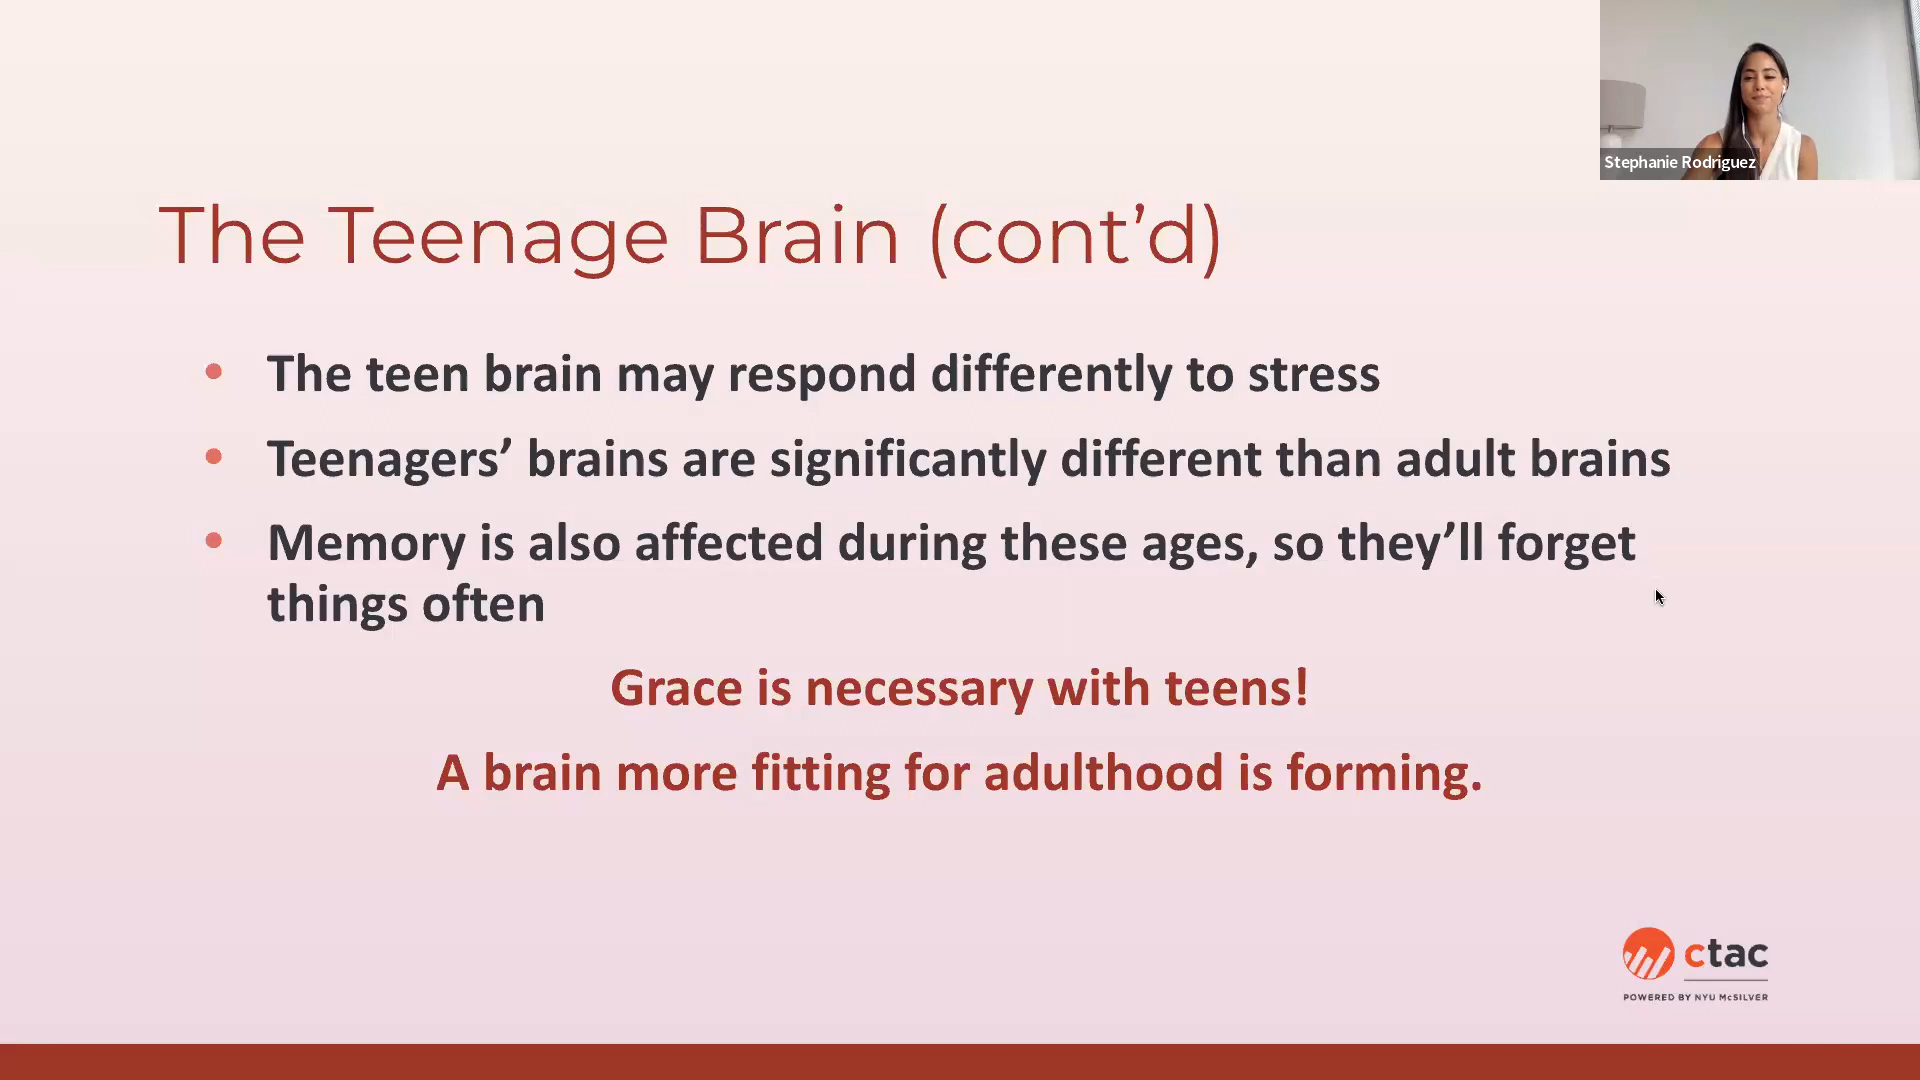 Stephanie Rodriguez
The Teenage Brain (cont’d)
• The teen brain may respond differently to stress
• Teenagers’ brains are significantly different than adult brains
• Memory is also affected during these ages, so they’ll forget
things often
Grace is necessary with teens!
A brain more fitting for adulthood is forming.
ctac
POWERED BY NYU McSILVER